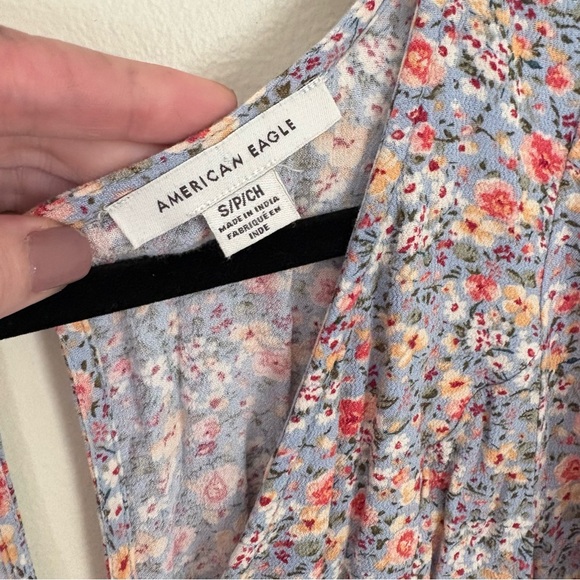 AMERICAN EAGLE
S/P/CH
MADE IN INDIA
FABRIQUÉ EN
INDE